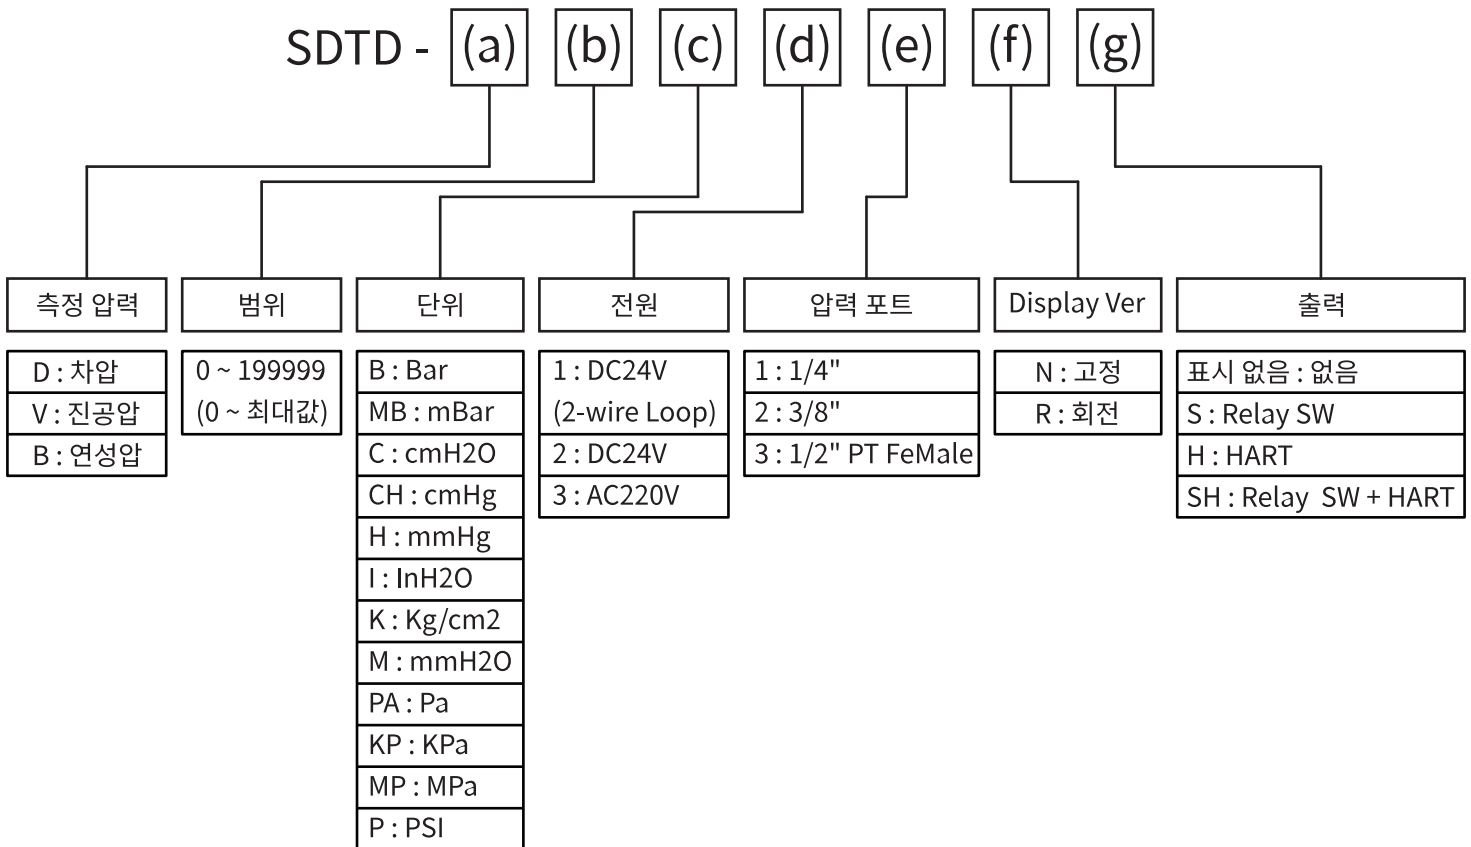 SDTD - (a) (b) (c) (d) (e) (f) (g)
측정 압력
D : 차압
V : 진공압
B : 연성압
범위
0 ~ 199999
(0 ~ 최대값)
단위
B : Bar
MB : mBar
C : cmH2O
CH : cmHg
H : mmHg
I : InH2O
K : Kg/cm2
M : mmH2O
PA : Pa
KP : KPa
MP : MPa
P : PSI
전원
1 : DC24V
(2-wire Loop)
2 : DC24V
3 : AC220V
압력 포트
1 : 1/4"
2 : 3/8"
3 : 1/2" PT FeMale
Display Ver
N : 고정
R : 회전
출력
표시 없음 : 없음
S : Relay SW
H : HART
SH : Relay SW + HART